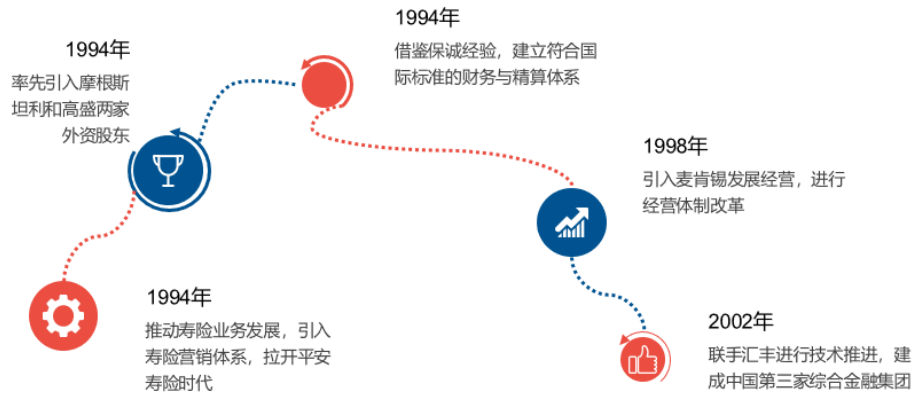 1994年
率先引入摩根斯
坦利和高盛两家
外资股东
1994年
借鉴保诚经验，建立符合国
际标准的财务与精算体系
1998年
引入麦肯锡发展经营，进行
经营体制改革
1994年
推动寿险业务发展，引入
寿险营销体系，拉开平安
寿险时代
2002年
联手汇丰进行技术推进，建
成中国第三家综合金融集团